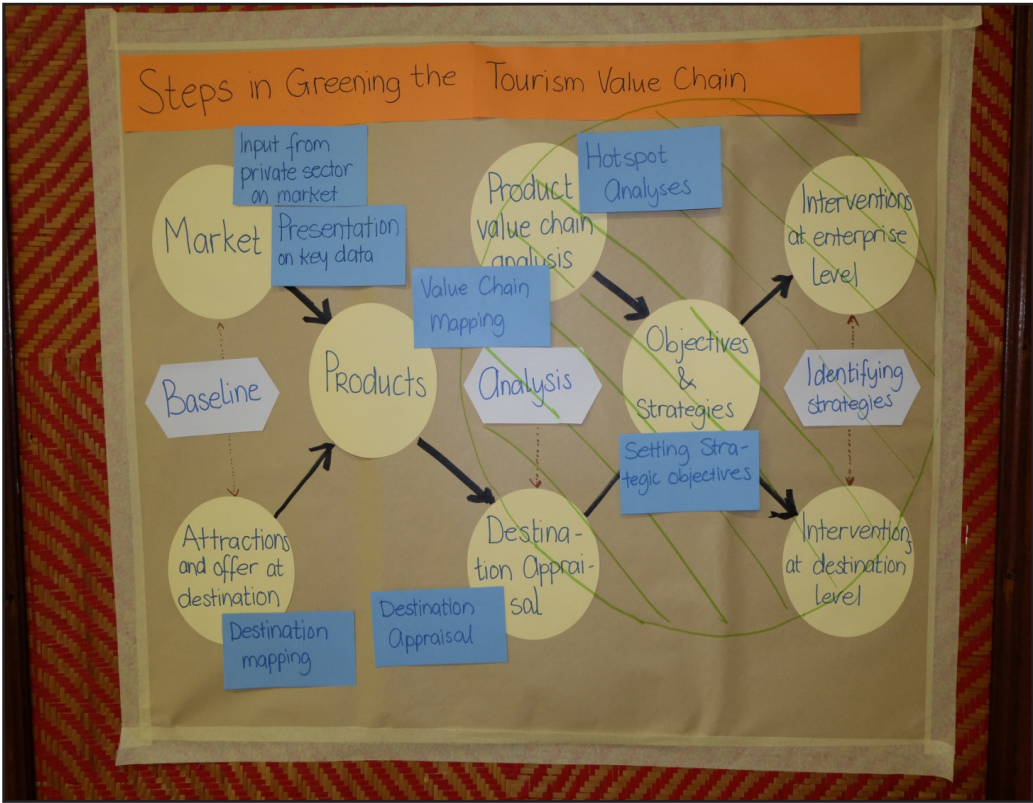 Steps in Greening the Tourism Value Chain
Input from
private sector
on market
Market
Presentation
on key data
Product
value chain
analysis
Hotspot
Analyses
Interventions
at enterprise
level
Value Chain
Mapping
Products
Baseline
Analysis
Objectives
&
Strategies
Identifying
strategies
Setting Stra-
tegic objectives
Attractions
and offer at
destination
Destination
mapping
Destination
Appraisal
Destina-
tion Apprai-
sal
Interventions
at destination
level